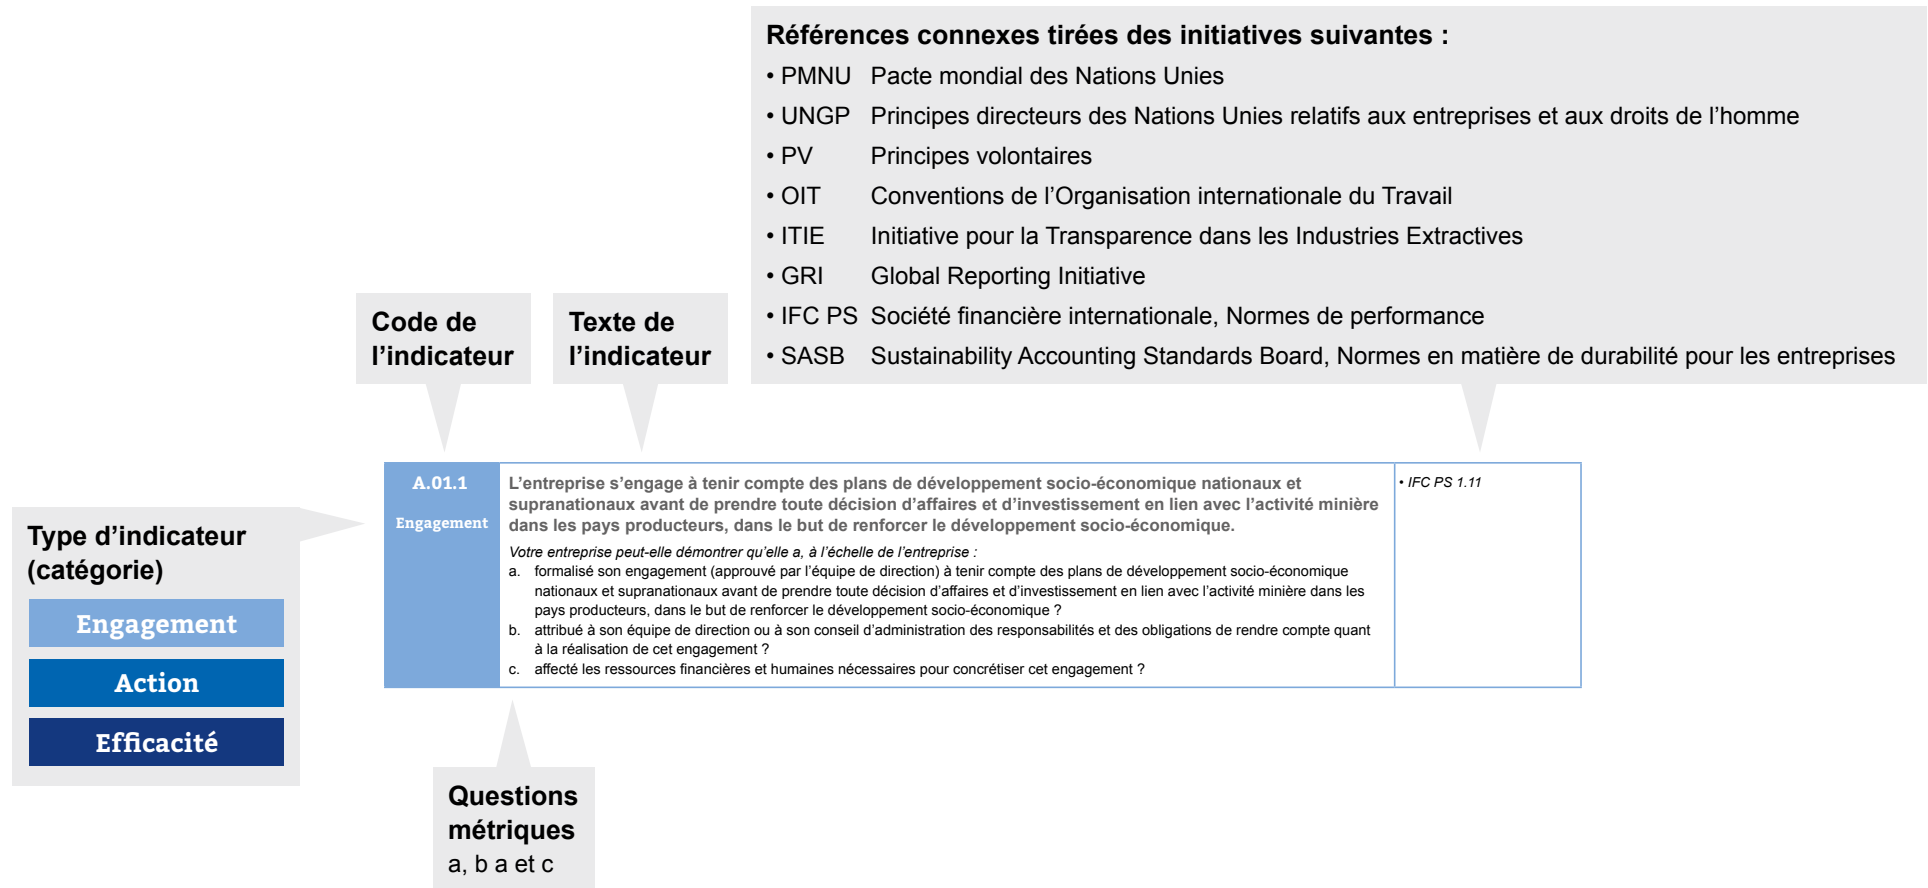 Références connexes tirées des initiatives suivantes :
• PMNU Pacte mondial des Nations Unies
• UNGP Principes directeurs des Nations Unies relatifs aux entreprises et aux droits de l’homme
• PV Principes volontaires
• OIT Conventions de l’Organisation internationale du Travail
• ITIE Initiative pour la Transparence dans les Industries Extractives
• GRI Global Reporting Initiative
• IFC PS Société financière internationale, Normes de performance
• SASB Sustainability Accounting Standards Board, Normes en matière de durabilité pour les entreprises
Code de
l’indicateur
Texte de
l’indicateur
Type d’indicateur
(catégorie)
Engagement
Action
Efficacité
A.01.1
Engagement
L’entreprise s’engage à tenir compte des plans de développement socio-économique nationaux et
supranationaux avant de prendre toute décision d’affaires et d’investissement en lien avec l’activité minière
dans les pays producteurs, dans le but de renforcer le développement socio-économique.
Votre entreprise peut-elle démontrer qu’elle a, à l’échelle de l’entreprise :
a. formalisé son engagement (approuvé par l’équipe de direction) à tenir compte des plans de développement socio-économique
nationaux et supranationaux avant de prendre toute décision d’affaires et d’investissement en lien avec l’activité minière dans les
pays producteurs, dans le but de renforcer le développement socio-économique ?
b. attribué à son équipe de direction ou à son conseil d’administration des responsabilités et des obligations de rendre compte quant
à la réalisation de cet engagement ?
c. affecté les ressources financières et humaines nécessaires pour concrétiser cet engagement ?
• IFC PS 1.11
Questions
métriques
a, b a et c